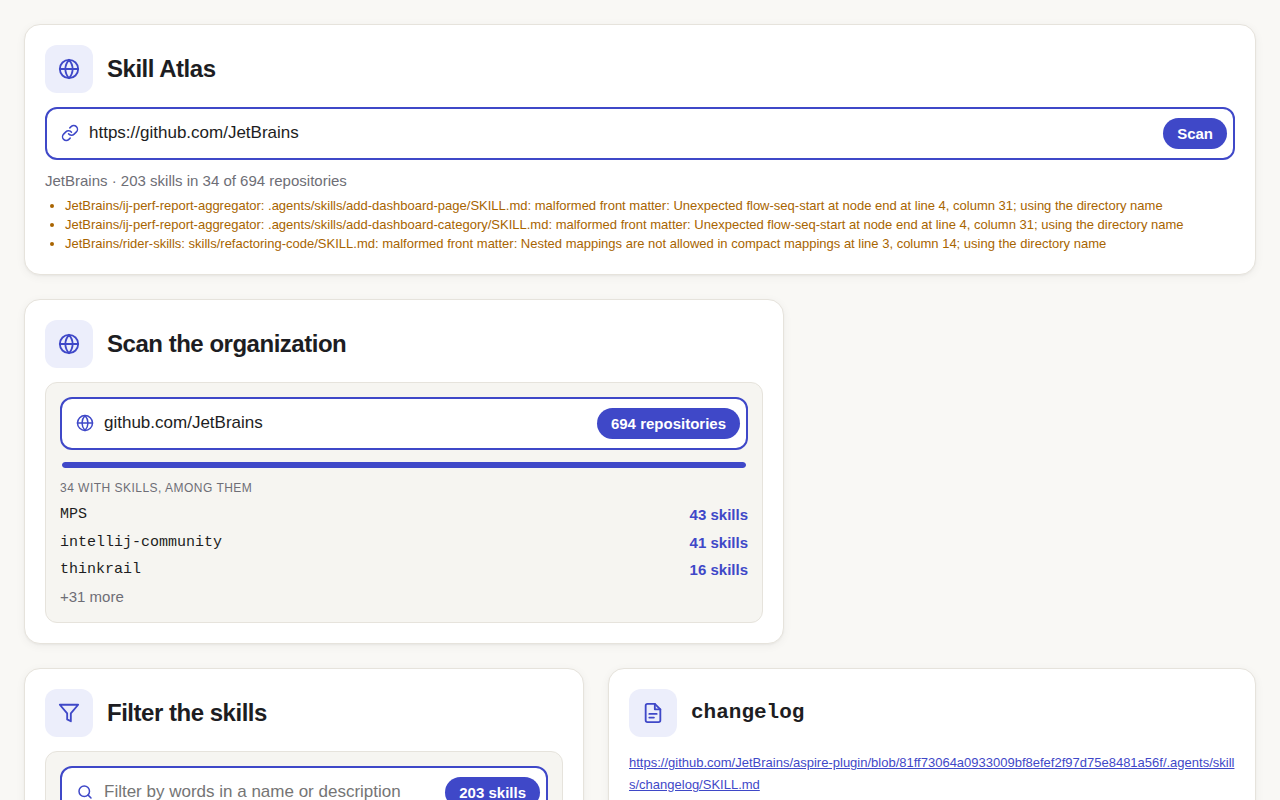 Skill Atlas
https://github.com/JetBrains
Scan
JetBrains · 203 skills in 34 of 694 repositories
• JetBrains/ij-perf-report-aggregator: .agents/skills/add-dashboard-page/SKILL.md: malformed front matter: Unexpected flow-seq-start at node end at line 4, column 31; using the directory name
• JetBrains/ij-perf-report-aggregator: .agents/skills/add-dashboard-category/SKILL.md: malformed front matter: Unexpected flow-seq-start at node end at line 4, column 31; using the directory name
• JetBrains/rider-skills: skills/refactoring-code/SKILL.md: malformed front matter: Nested mappings are not allowed in compact mappings at line 3, column 14; using the directory name
Scan the organization
github.com/JetBrains
694 repositories
34 WITH SKILLS, AMONG THEM
MPS
43 skills
intellij-community
41 skills
thinkrail
16 skills
+31 more
Filter the skills
Filter by words in a name or description
203 skills
changelog
https://github.com/JetBrains/aspire-plugin/blob/81ff73064a0933009bf8efef2f97d75e8481a56f/.agents/skill
s/changelog/SKILL.md